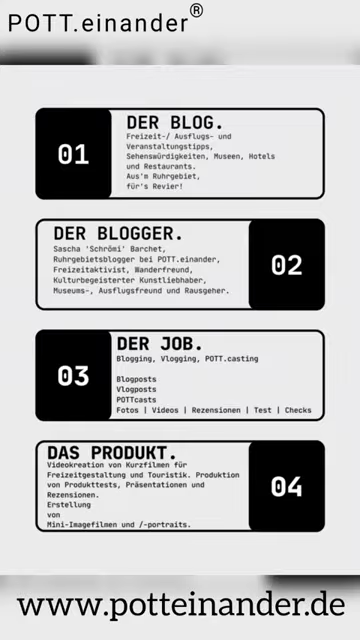 POTT.einander®
01
DER BLOG.
Freizeit-/ Ausflugs- und
Veranstaltungstipps,
Sehensaürdigkeiten, Museen, Hotels
und Restaurants.
Aus'm Ruhrgebiet,
für's Revier!
DER BLOGGER.
Sascha 'Schrömi' Barchet,
Ruhrgebietsblogger bei POTT.einander,
Freizeitaktivist, Wanderfreund,
Kulturbegeisterter Kunstliebhaber,
Museums-, Ausflugsfreund und Rausgeher.
02
03
DER JOB.
Blogging, Vlogging, POTT.casting
Blogposts
Vlogposts
POTTcasts
Fotos | Videos | Rezensionen | Test | Checks
DAS PRODUKT.
Videokreation von Kurzfilmen für
Freizeitgestaltung und Touristik. Produktion
von Produkttests, Präsentationen und
Rezensionen.
Erstellung
von
Mini-Imagefilmen und /-portraits.
04
www.potteinander.de